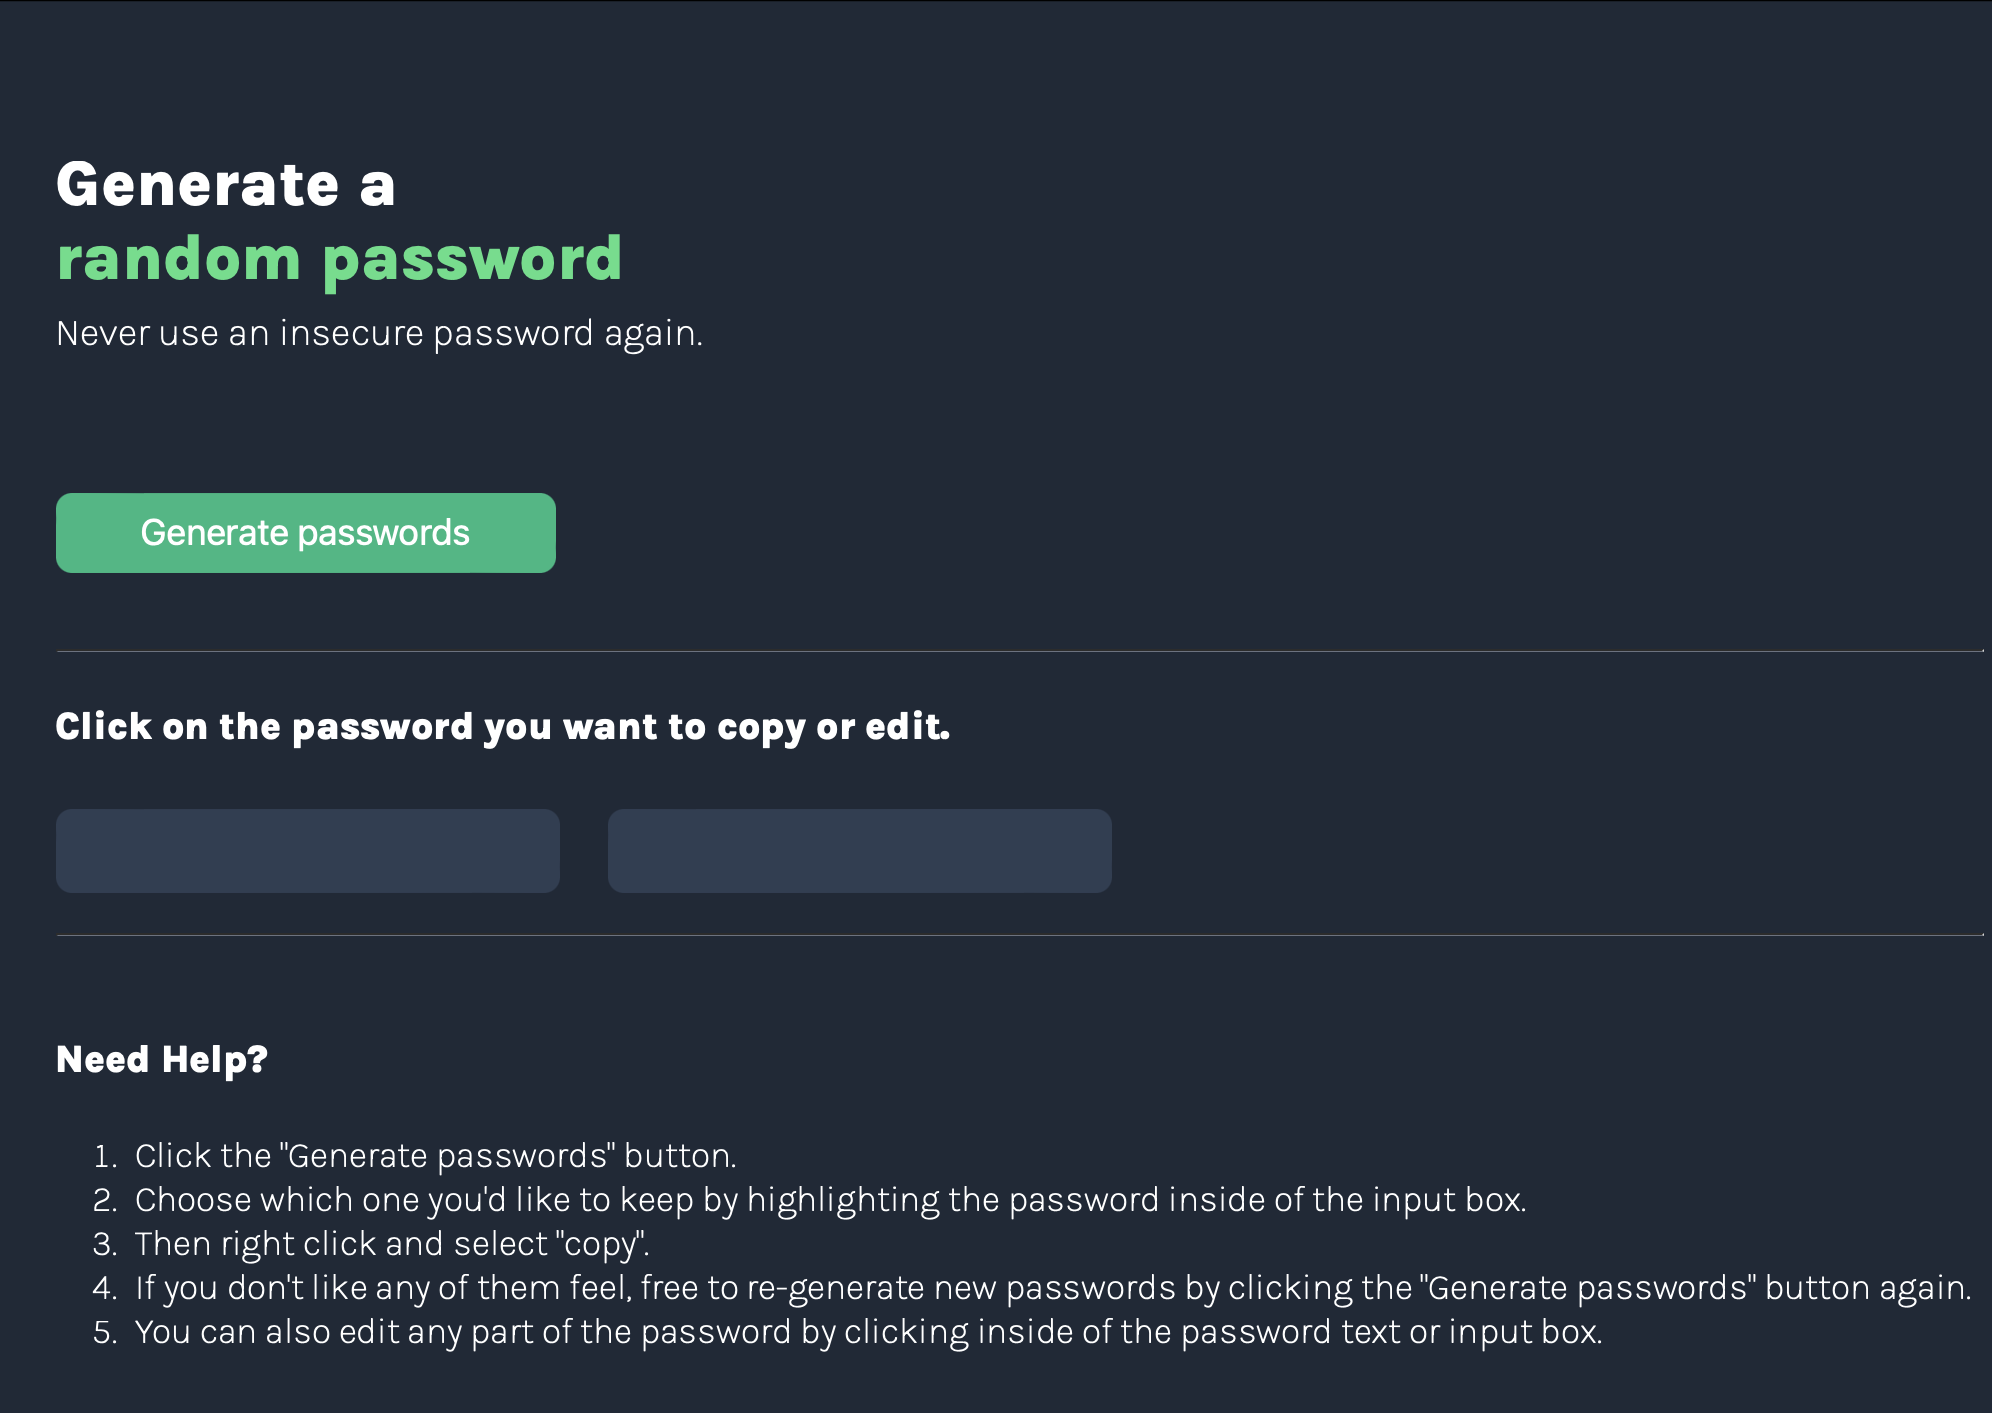 Generate a
random password
Never use an insecure password again.
Generate passwords
Click on the password you want to copy or edit.
Need Help?
1. Click the "Generate passwords" button.
2. Choose which one you'd like to keep by highlighting the password inside of the input box.
3. Then right click and select "copy".
4. If you don't like any of them feel, free to re-generate new passwords by clicking the "Generate passwords" button again.
5. You can also edit any part of the password by clicking inside of the password text or input box.